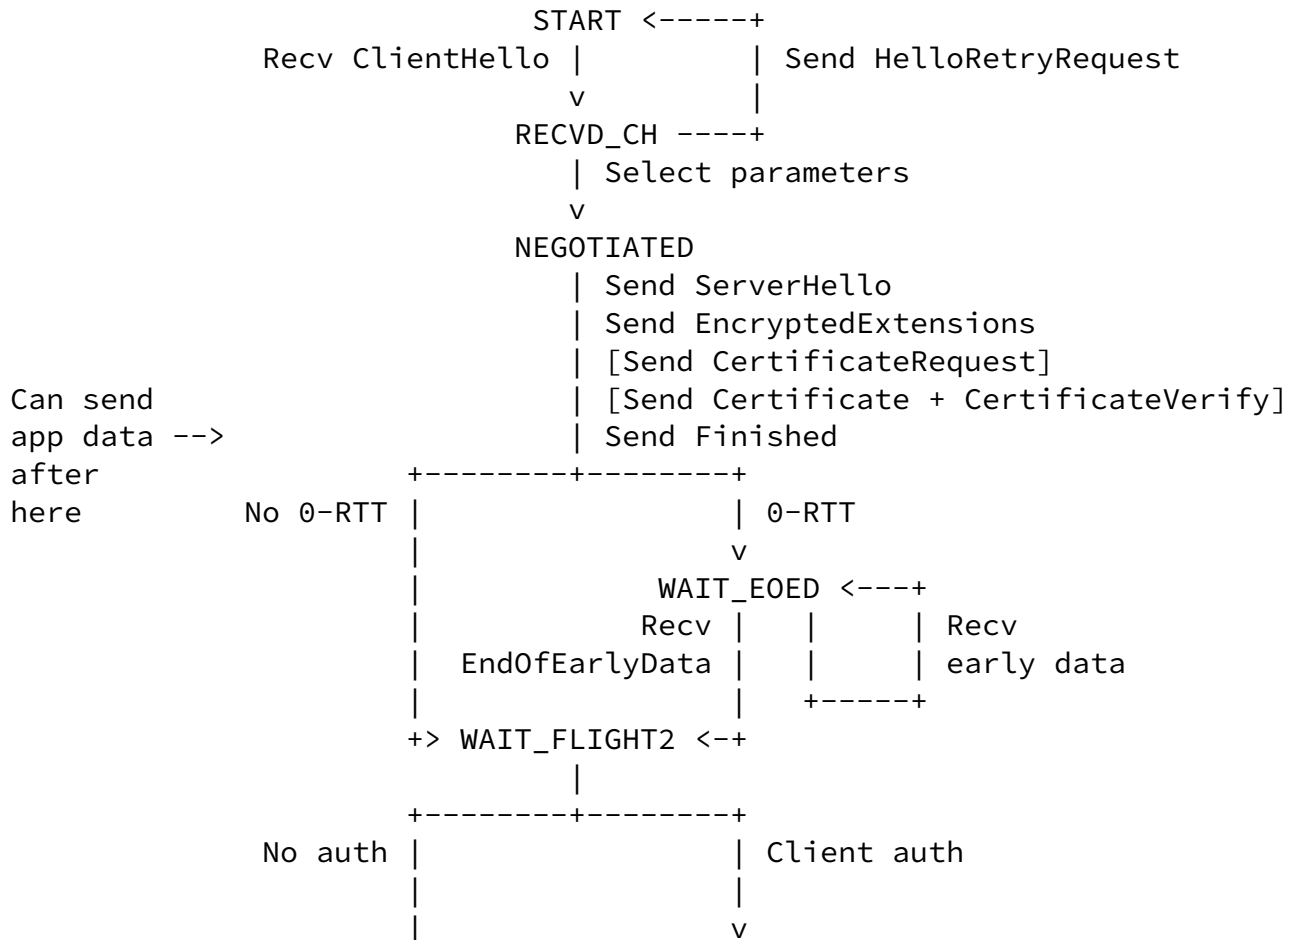 START <-----+
Recv ClientHello |         | Send HelloRetryRequest
v         |
RECVD_CH ----+
| Select parameters
v
NEGOTIATED
| Send ServerHello
| Send EncryptedExtensions
| [Send CertificateRequest]
Can send                       | [Send Certificate + CertificateVerify]
app data -->                   | Send Finished
after                 +--------+--------+
here         No 0-RTT |                 | 0-RTT
|                 v
|             WAIT_EOED <---+
|            Recv |   |     | Recv
|  EndOfEarlyData |   |     | early data
|                 |   +-----+
+> WAIT_FLIGHT2 <-+
|
+--------+--------+
No auth |                 | Client auth
|                 |
|                 v